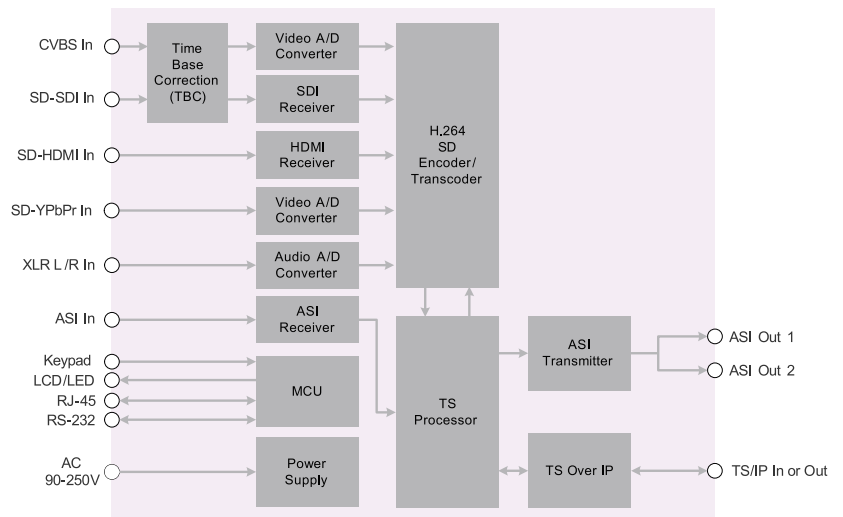 CVBS In
SD-SDI In
SD-HDMI In
SD-YPbPr In
XLR L /R In
ASI In
Keypad
LCD/LED
RJ-45
RS-232
AC
90-250V
Time
Base
Correction
(TBC)
Video A/D
Converter
SDI
Receiver
HDMI
Receiver
Video A/D
Converter
Audio A/D
Converter
ASI
Receiver
MCU
Power
Supply
H.264
SD
Encoder/
Transcoder
TS
Processor
ASI
Transmitter
TS Over IP
ASI Out 1
ASI Out 2
TS/IP In or Out